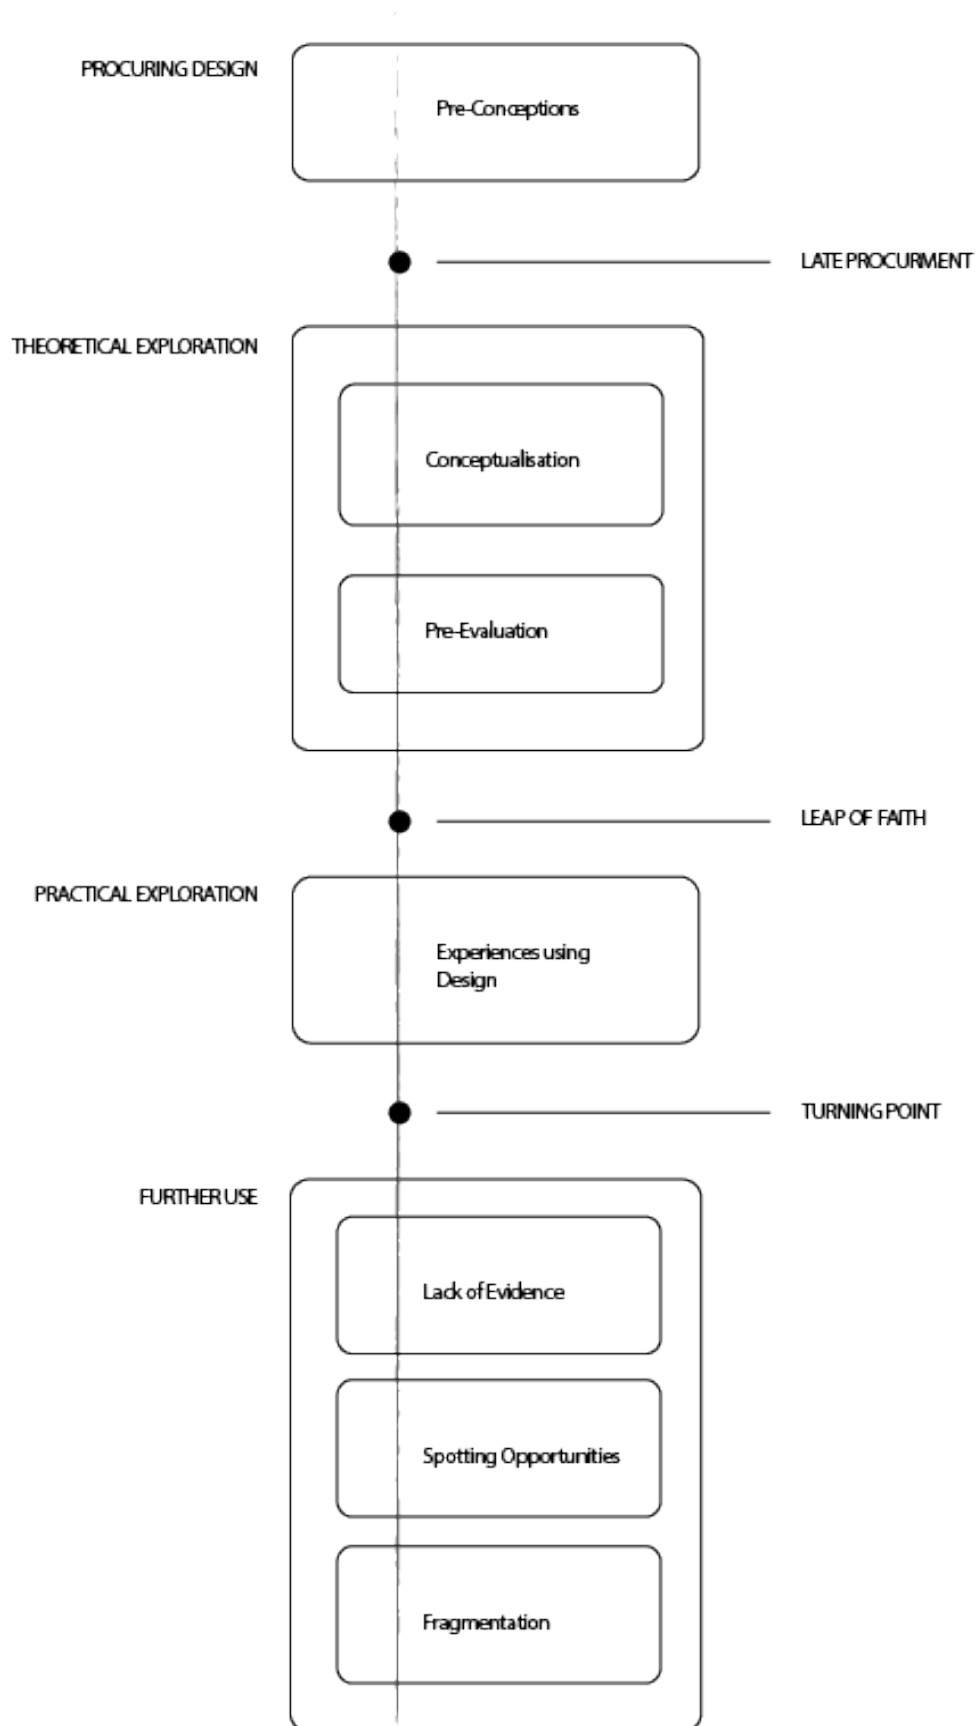 PROCURING DESIGN
Pre-Conceptions
LATE PROCURMENT
THEORETICAL EXPLORATION
Conceptualisation
Pre-Evaluation
LEAP OF FAITH
PRACTICAL EXPLORATION
Experiences using
Design
TURNING POINT
FURTHER USE
Lack of Evidence
Spotting Opportunities
Fragmentation